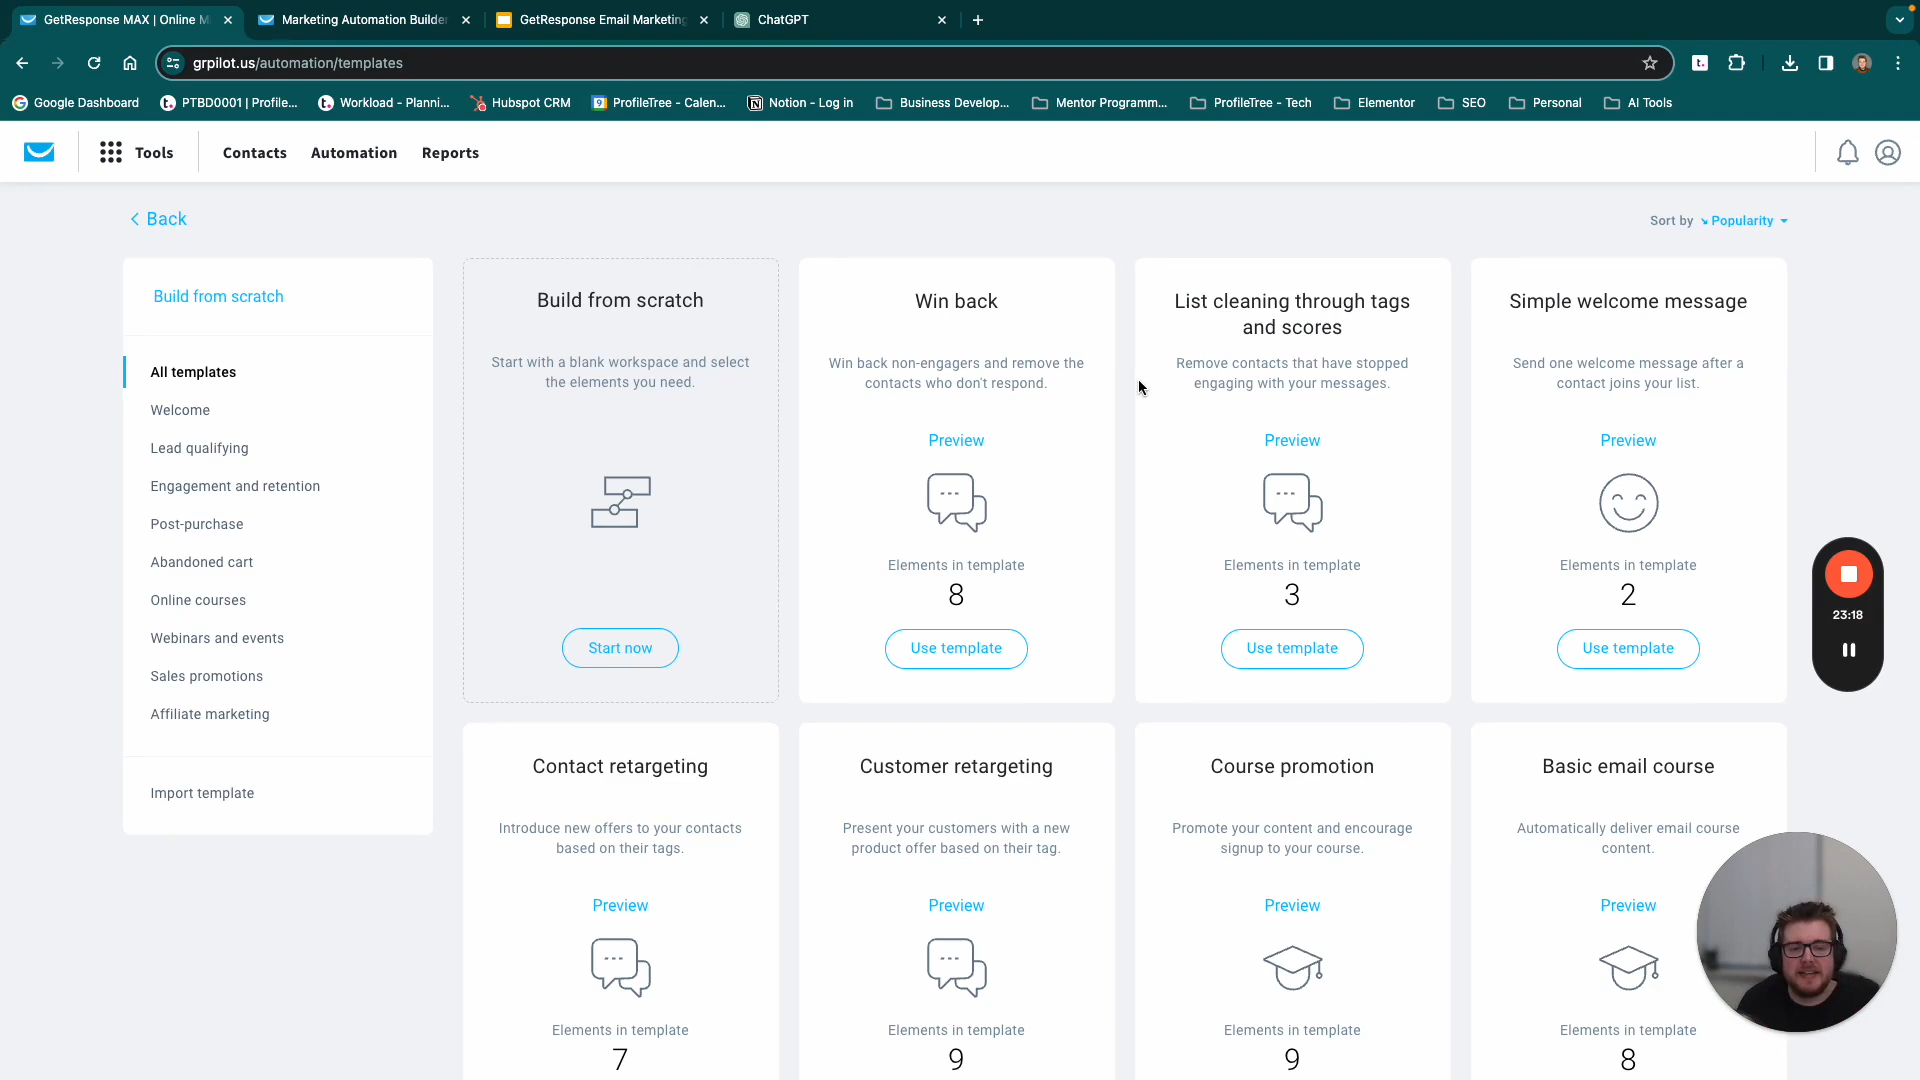 GetResponse MAX | Online M
Marketing Automation Builde
GetResponse Email Marketing
ChatGPT
grpilot.us/automation/templates
Google Dashboard
PTBD0001 | Profile...
Workload - Planni...
Hubspot CRM
ProfileTree - Calen...
Notion - Log in
Business Develop...
Mentor Programm...
ProfileTree - Tech
Elementor
SEO
Personal
AI Tools
Tools
Contacts
Automation
Reports
Back
Sort by Popularity
Build from scratch
All templates
Welcome
Lead qualifying
Engagement and retention
Post-purchase
Abandoned cart
Online courses
Webinars and events
Sales promotions
Affiliate marketing
Import template
Build from scratch
Start with a blank workspace and select
the elements you need.
Start now
Win back
Win back non-engagers and remove the
contacts who don't respond.
Preview
Elements in template
8
Use template
List cleaning through tags
and scores
Remove contacts that have stopped
engaging with your messages.
Preview
Elements in template
3
Use template
Simple welcome message
Send one welcome message after a
contact joins your list.
Preview
Elements in template
2
Use template
23:18
Contact retargeting
Introduce new offers to your contacts
based on their tags.
Preview
Elements in template
7
Customer retargeting
Present your customers with a new
product offer based on their tag.
Preview
Elements in template
9
Course promotion
Promote your content and encourage
signup to your course.
Preview
Elements in template
9
Basic email course
Automatically deliver email course
content.
Preview
Elements in template
8